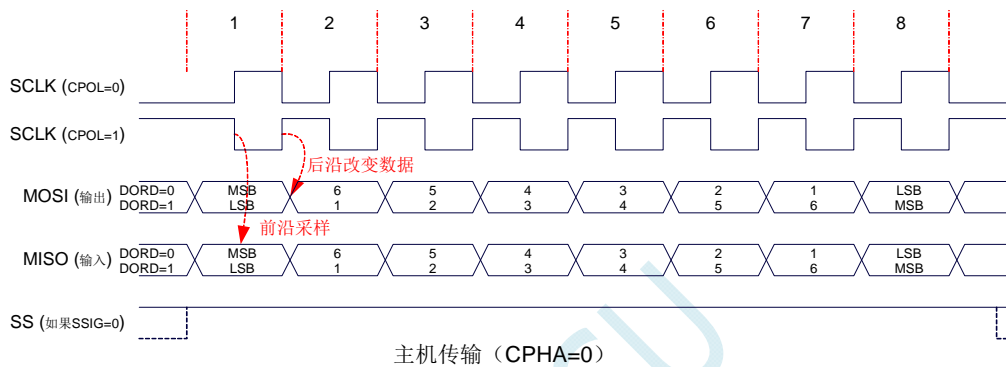 1 2 3 4 5 6 7 8
SCLK (CPOL=0)
SCLK (CPOL=1)
后沿改变数据
MOSI (输出) DORD=0 MSB 6 5 4 3 2 1 LSB
DORD=1 LSB 1 2 3 4 5 6 MSB
前沿采样
MISO (输入) DORD=0 MSB 6 5 4 3 2 1 LSB
DORD=1 LSB 1 2 3 4 5 6 MSB
SS (如果SSIG=0)
主机传输（CPHA=0）